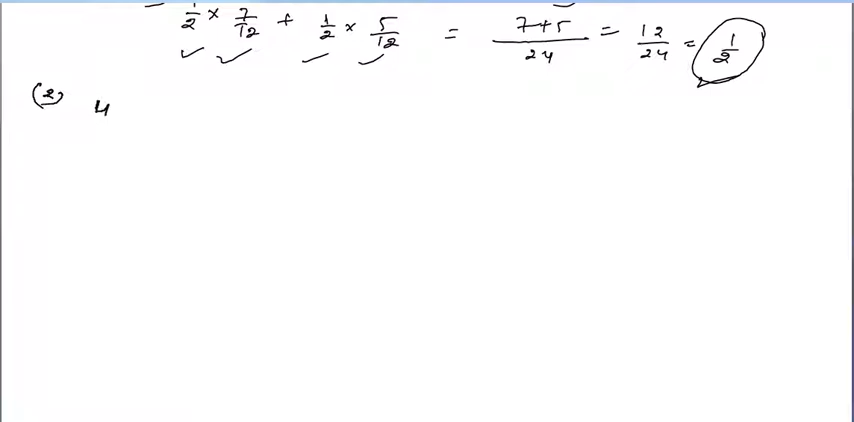 1/2 × 7/12 + 1/2 × 5/12 = 7+5/24 = 12/24 = 1/2
(2) 4